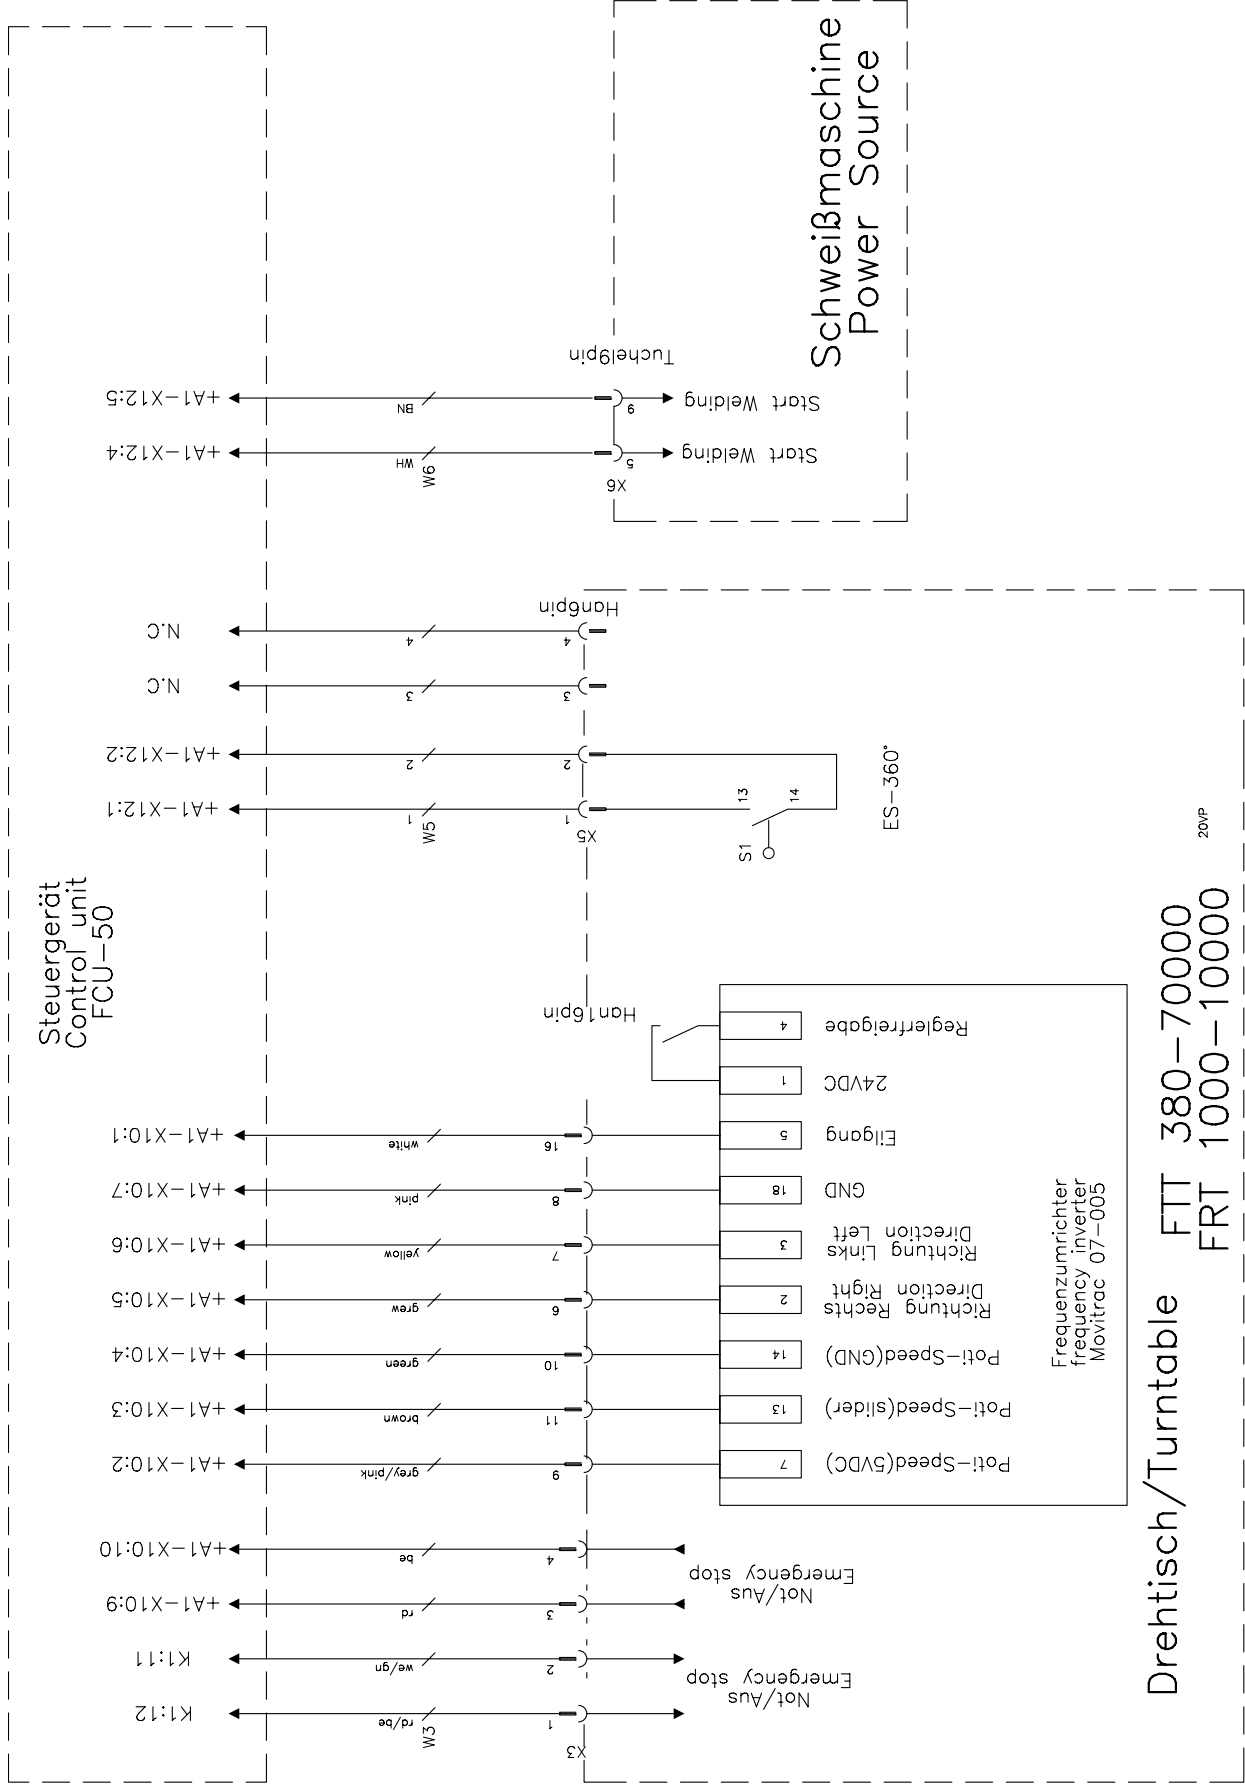 Steuergerät
Control unit
FCU-50
Schweißmaschine
Power Source
Tuchel9pin
+A1-X12:5
BN
9
Start Welding
+A1-X12:4
WH
W6
5
X6
Start Welding
Han6pin
N.C
4
4
N.C
3
3
+A1-X12:2
2
2
+A1-X12:1
1
W5
1
X5
S1
13
14
ES-360°
20VP
Han16pin
4
Reglerfreigabe
1
24VDC
+A1-X10:1
white
16
5
Eilgang
+A1-X10:7
pink
8
18
GND
+A1-X10:6
yellow
7
3
Richtung Links
Direction Left
+A1-X10:5
grew
6
2
Richtung Rechts
Direction Right
+A1-X10:4
green
10
14
Poti-Speed(GND)
+A1-X10:3
brown
11
13
Poti-Speed(slider)
+A1-X10:2
grey/pink
9
7
Poti-Speed(5VDC)
Frequenzumrichter
frequency inverter
Movitrac 07-005
+A1-X10:10
be
4
+A1-X10:9
rd
3
Not/Aus
Emergency stop
K1:11
we/gn
2
K1:12
rd/be
W3
1
X3
Not/Aus
Emergency stop
Drehtisch/Turntable FTT 380-70000
FRT 1000-10000